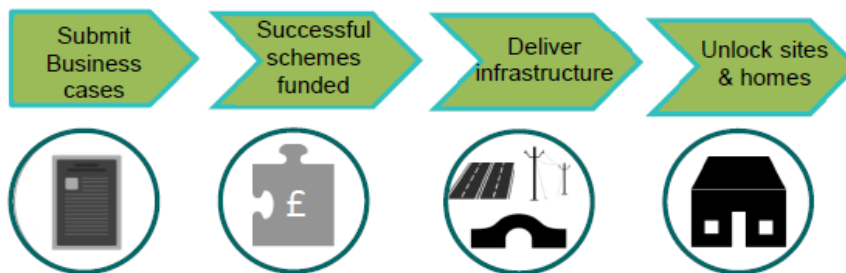 Submit
Business
cases
Successful
schemes
funded
Deliver
infrastructure
Unlock sites
& homes
£